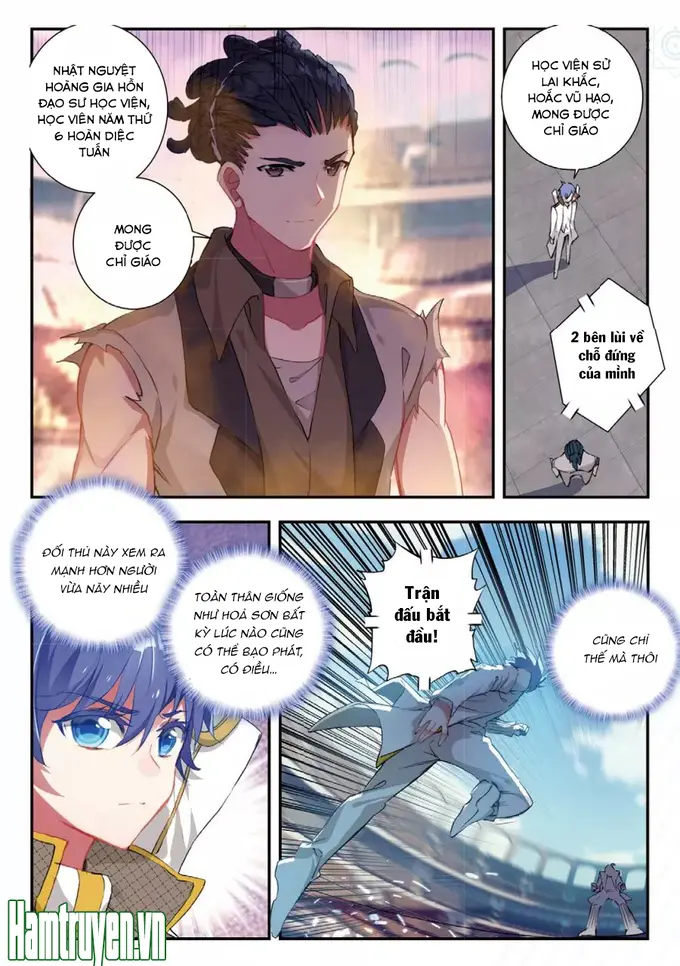 NHẬT NGUYỆT
HOÀNG GIA HỒN
ĐẠO SƯ HỌC VIỆN,
HỌC VIÊN NĂM THỨ
6 HOÀN DIỆC
TUẤN
MONG
ĐƯỢC
CHỈ GIÁO
HỌC VIỆN SỬ
LAI KHẮC,
HOẮC VŨ HẠO,
MONG ĐƯỢC
CHỈ GIÁO
2 bên lùi về
chỗ đứng
của mình
ĐỐI THỦ NÀY XEM RA
MẠNH HƠN NGƯỜI
VỪA NÃY NHIỀU
TOÀN THÂN GIỐNG
NHƯ HOẢ SƠN BẤT
KỲ LÚC NÀO CŨNG
CÓ THỂ BẠO PHÁT,
CÓ ĐIỀU...
Trận
đấu bắt
đầu!
CŨNG CHỈ
THẾ MÀ THÔI
Hamtruyen.vn